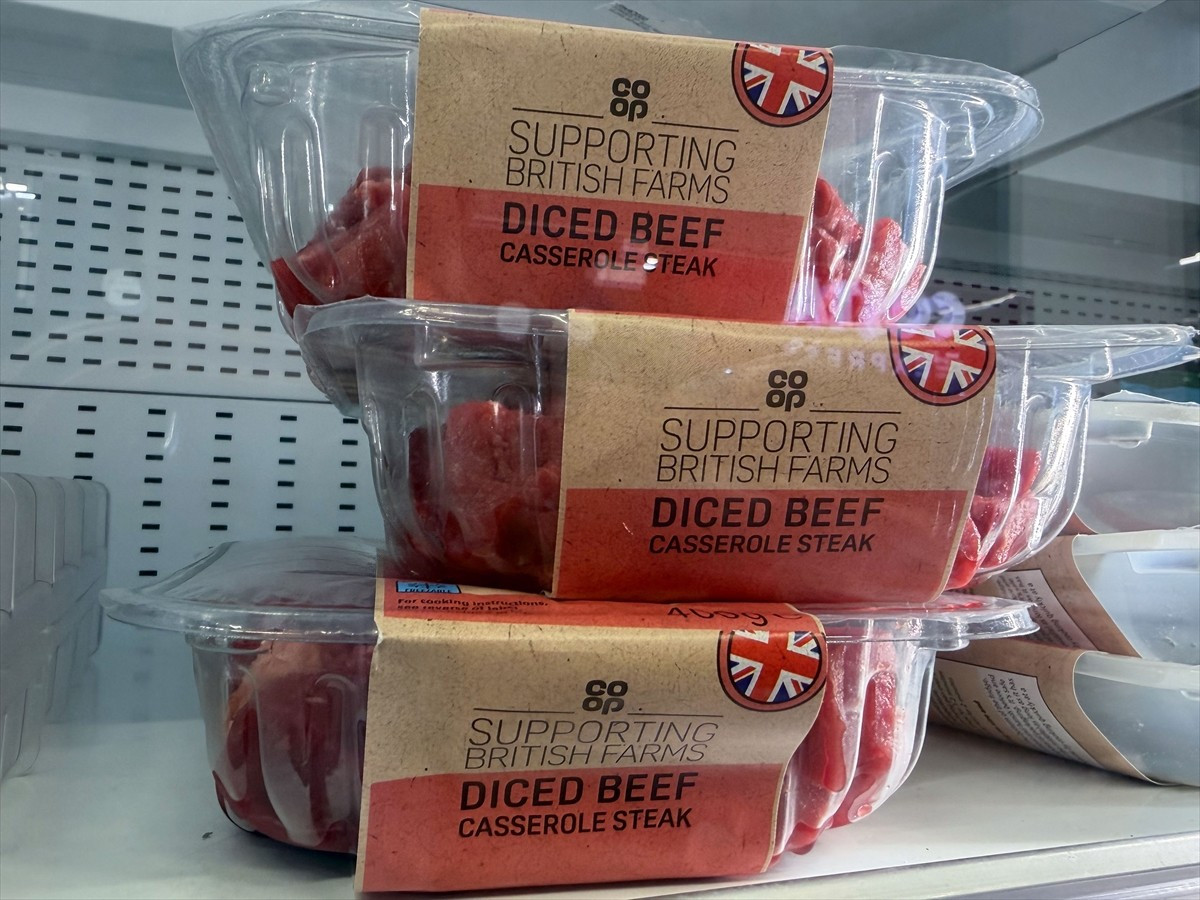 CO
OP
SUPPORTING
BRITISH FARMS
DICED BEEF
CASSEROLE STEAK
CO
OP
SUPPORTING
BRITISH FARMS
DICED BEEF
CASSEROLE STEAK
For cooking instructions,
see reverse of label.
400g e
CO
OP
SUPPORTING
BRITISH FARMS
DICED BEEF
CASSEROLE STEAK